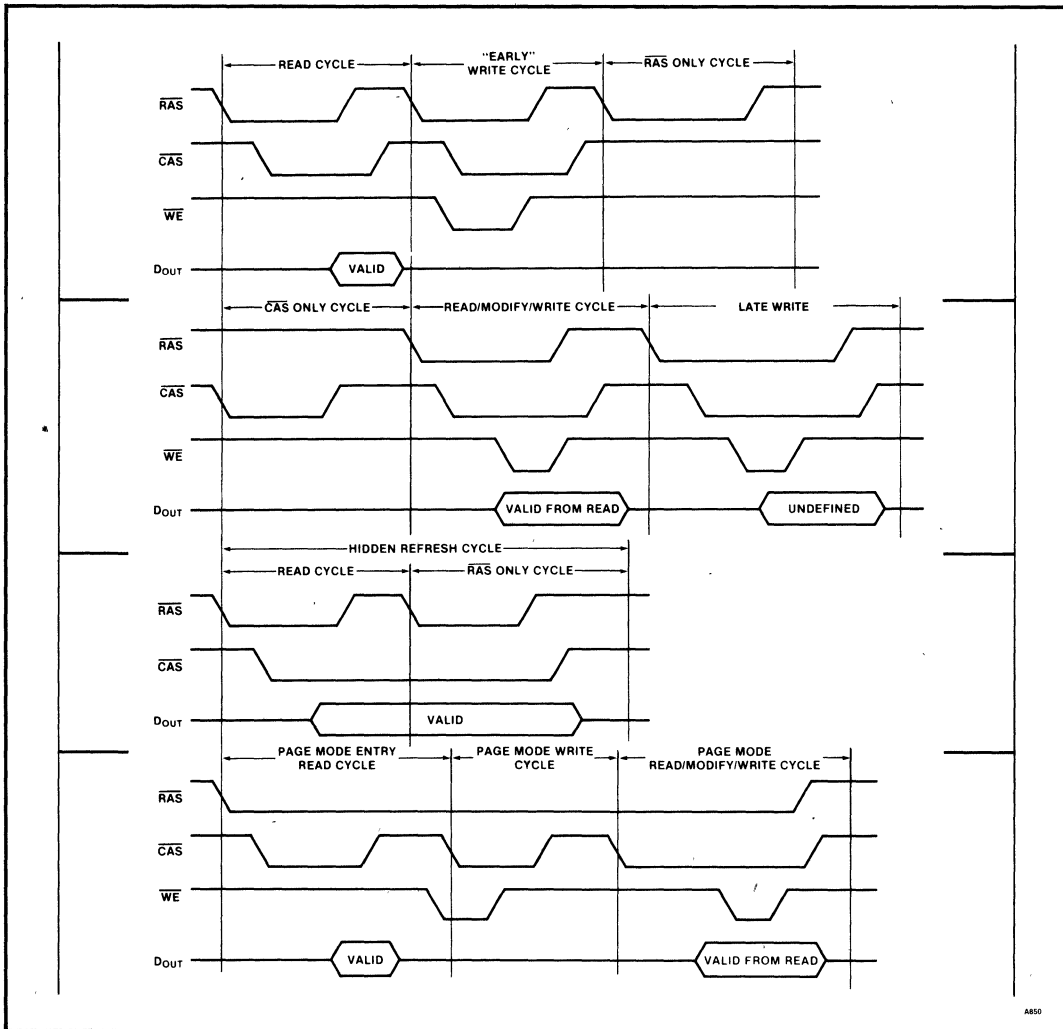 READ CYCLE
"EARLY"
WRITE CYCLE
RAS ONLY CYCLE
RAS
CAS
WE
DOUT
VALID
CAS ONLY CYCLE
READ/MODIFY/WRITE CYCLE
LATE WRITE
RAS
CAS
WE
DOUT
VALID FROM READ
UNDEFINED
HIDDEN REFRESH CYCLE
READ CYCLE
RAS ONLY CYCLE
RAS
CAS
DOUT
VALID
PAGE MODE ENTRY
READ CYCLE
PAGE MODE WRITE
CYCLE
PAGE MODE
READ/MODIFY/WRITE CYCLE
RAS
CAS
WE
DOUT
VALID
VALID FROM READ
A850